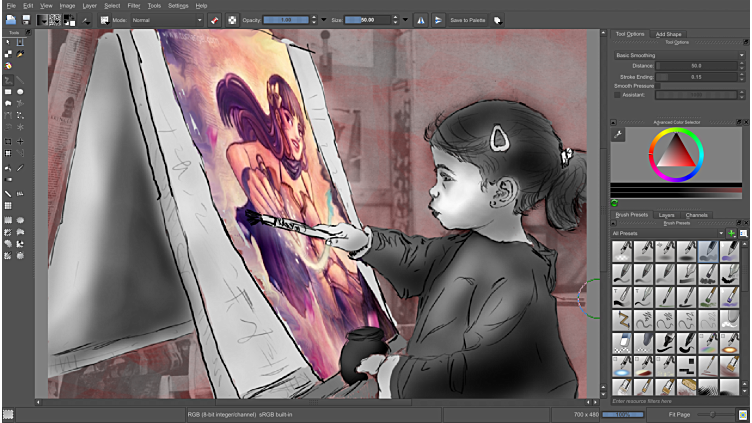 File Edit View Image Layer Select Filter Tools Settings Help
Mode: Normal Opacity: 1.00 Size: 50.00 Save to Palette
Tools
Tool Options Add Shape
Tool Options
Basic Smoothing
Distance: 50.0
Stroke Ending: 0.15
Smooth Pressure
Assistant:
Advanced Color Selector
Brush Presets Layers Channels
Brush Presets
All Presets
Enter resource filters here
RGB (8-bit integer/channel) sRGB built-in
700 x 480 100% Fit Page